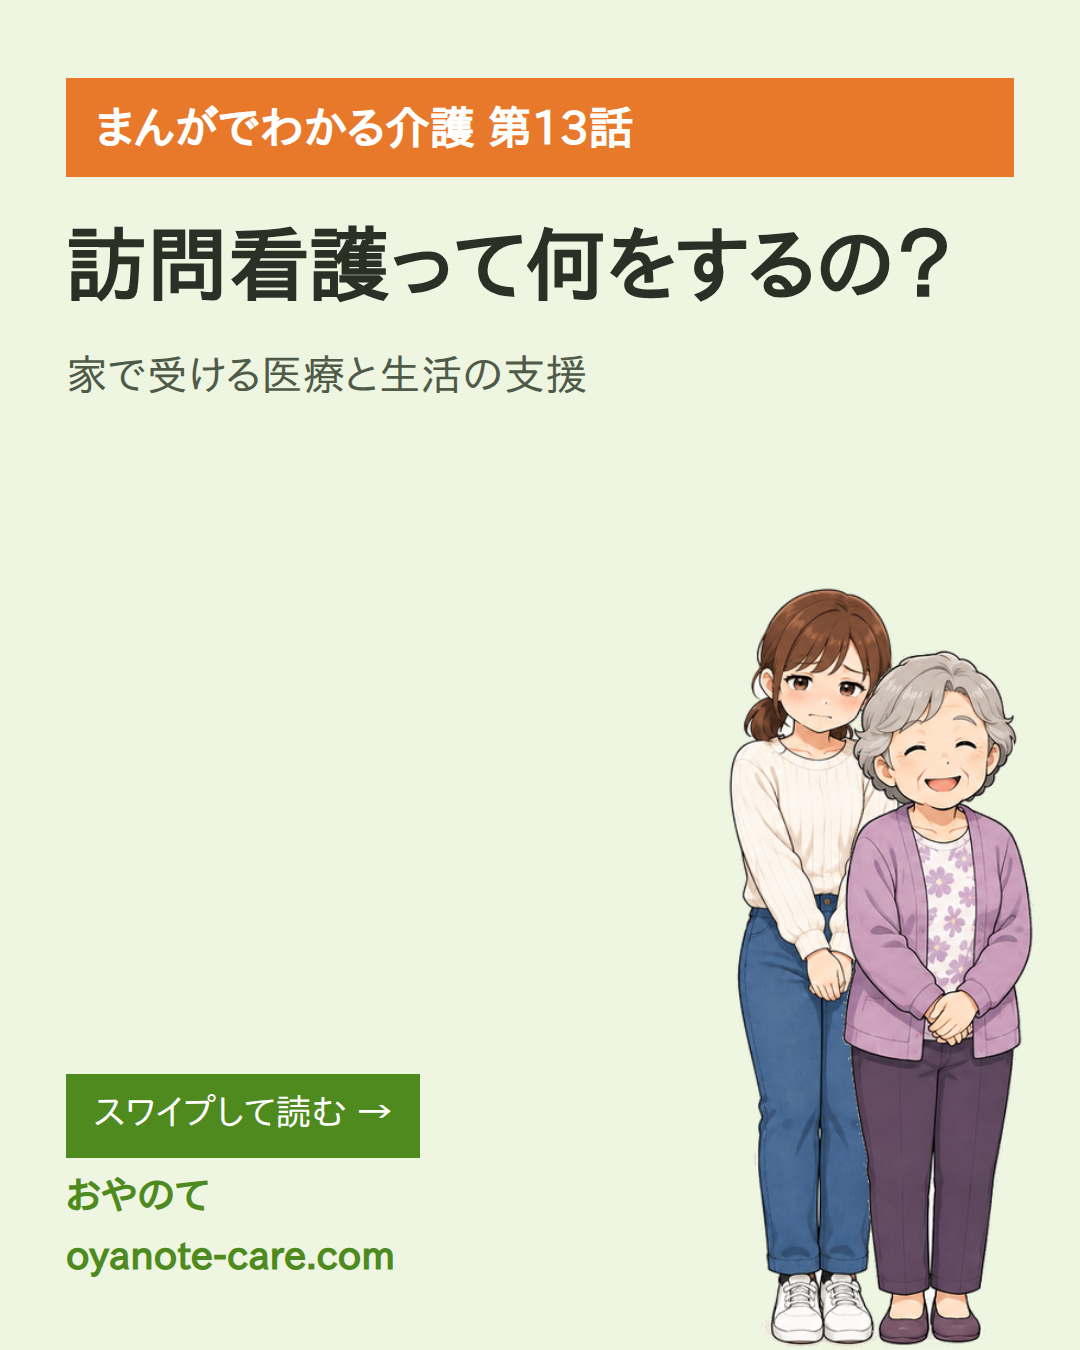 まんがでわかる介護 第13話
訪問看護って何をするの？
家で受ける医療と生活の支援
スワイプして読む →
おやのて
oyanote-care.com